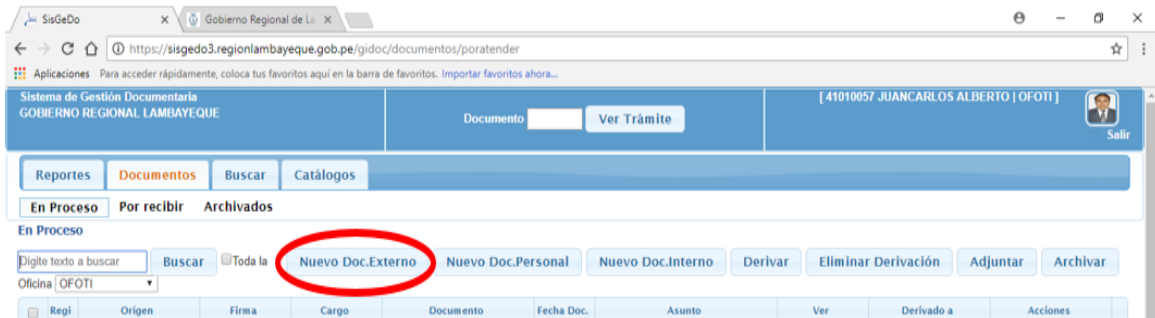 SisGeDo Gobierno Regional de La
https://sisgedo3.regionlambayeque.gob.pe/gidoc/documentos/poratender
Aplicaciones Para acceder rápidamente, coloca tus favoritos aquí en la barra de favoritos. Importar favoritos ahora...
Sistema de Gestión Documentaria
GOBIERNO REGIONAL LAMBAYEQUE
Documento Ver Trámite
[ 41010057 JUANCARLOS ALBERTO | OFOTI ]
Salir
Reportes Documentos Buscar Catálogos
En Proceso Por recibir Archivados
En Proceso
Digite texto a buscar Buscar Toda la Nuevo Doc.Externo Nuevo Doc.Personal Nuevo Doc.Interno Derivar Eliminar Derivación Adjuntar Archivar
Oficina OFOTI
Regi Origen Firma Cargo Documento Fecha Doc. Asunto Ver Derivado a Acciones